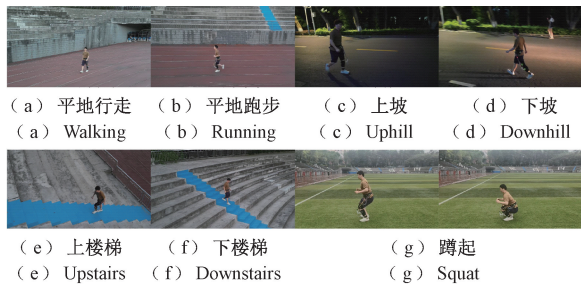 （a）平地行走 （b）平地跑步 （c）上坡 （d）下坡
（a）Walking （b）Running （c）Uphill （d）Downhill
（e）上楼梯 （f）下楼梯 （g）蹲起
（e）Upstairs （f）Downstairs （g）Squat